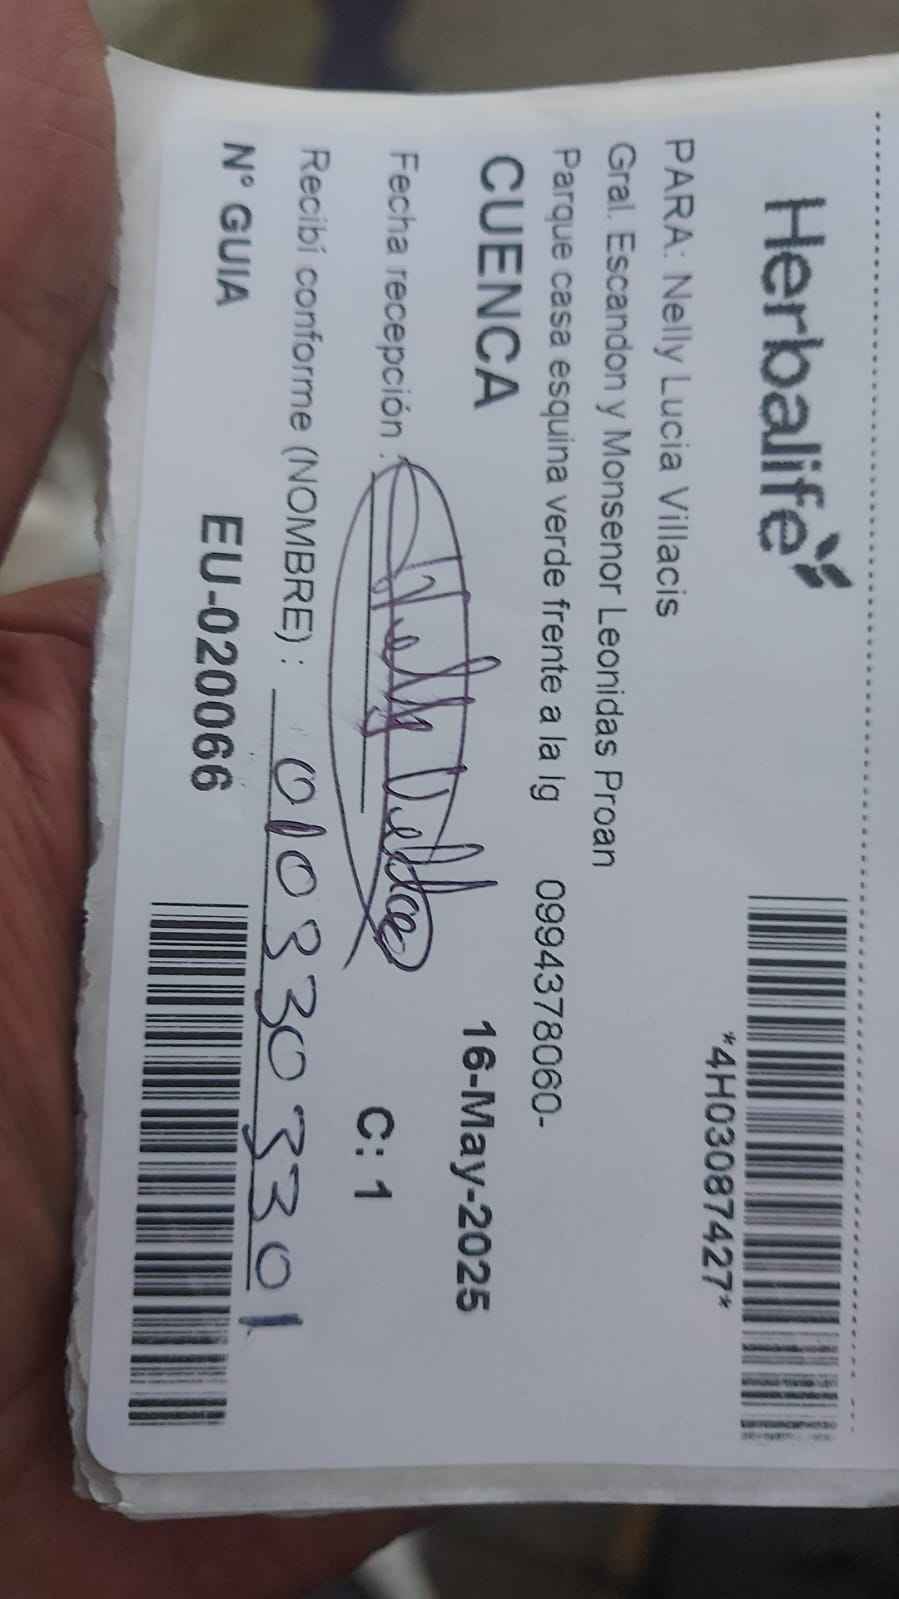 Herbalife
*4H03087427*
PARA: Nelly Lucia Villacis
Gral. Escandon y Monsenor Leonidas Proan
Parque casa esquina verde frente a la Ig 0994378060-
CUENCA 16-May-2025
Fecha recepción : Nelly
C: 1
Recibí conforme (NOMBRE) : 0103303301
N° GUIA EU-020066